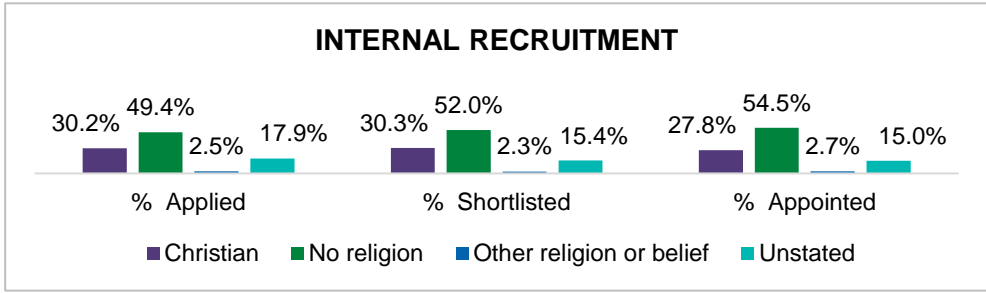 INTERNAL RECRUITMENT
30.2% 49.4% 2.5% 17.9% 30.3% 52.0% 2.3% 15.4% 27.8% 54.5% 2.7% 15.0%
% Applied % Shortlisted % Appointed
Christian No religion Other religion or belief Unstated